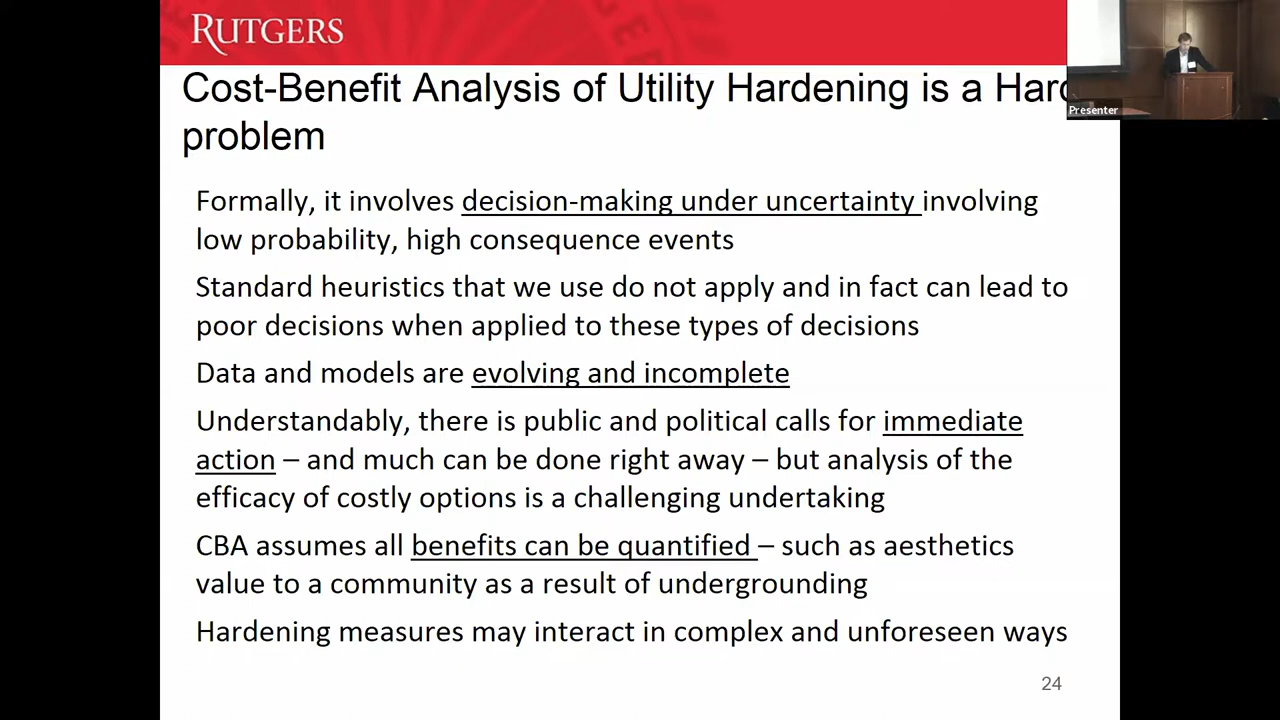 RUTGERS
Cost-Benefit Analysis of Utility Hardening is a Hard
problem
Presenter
Formally, it involves decision-making under uncertainty involving
low probability, high consequence events
Standard heuristics that we use do not apply and in fact can lead to
poor decisions when applied to these types of decisions
Data and models are evolving and incomplete
Understandably, there is public and political calls for immediate
action – and much can be done right away – but analysis of the
efficacy of costly options is a challenging undertaking
CBA assumes all benefits can be quantified – such as aesthetics
value to a community as a result of undergrounding
Hardening measures may interact in complex and unforeseen ways
24